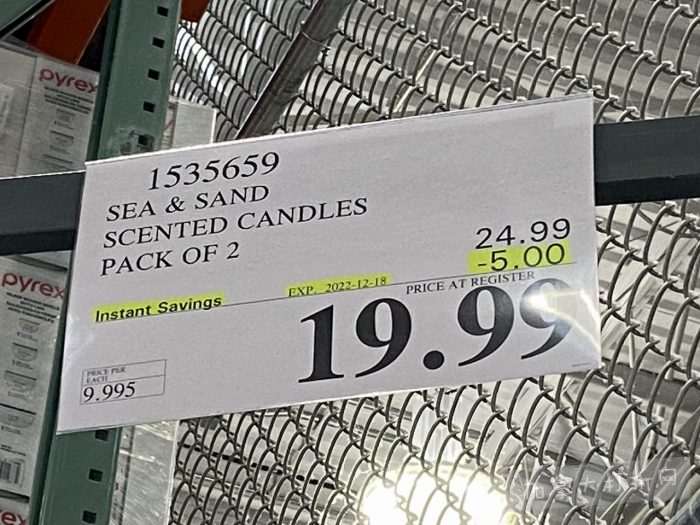 pyrex
1535659
SEA & SAND
SCENTED CANDLES
PACK OF 2
24.99
-5.00
Instant Savings
EXP. 2022-12-18
PRICE AT REGISTER
19.99
PRICE PER
EACH
9.995
pyrex
pyrex